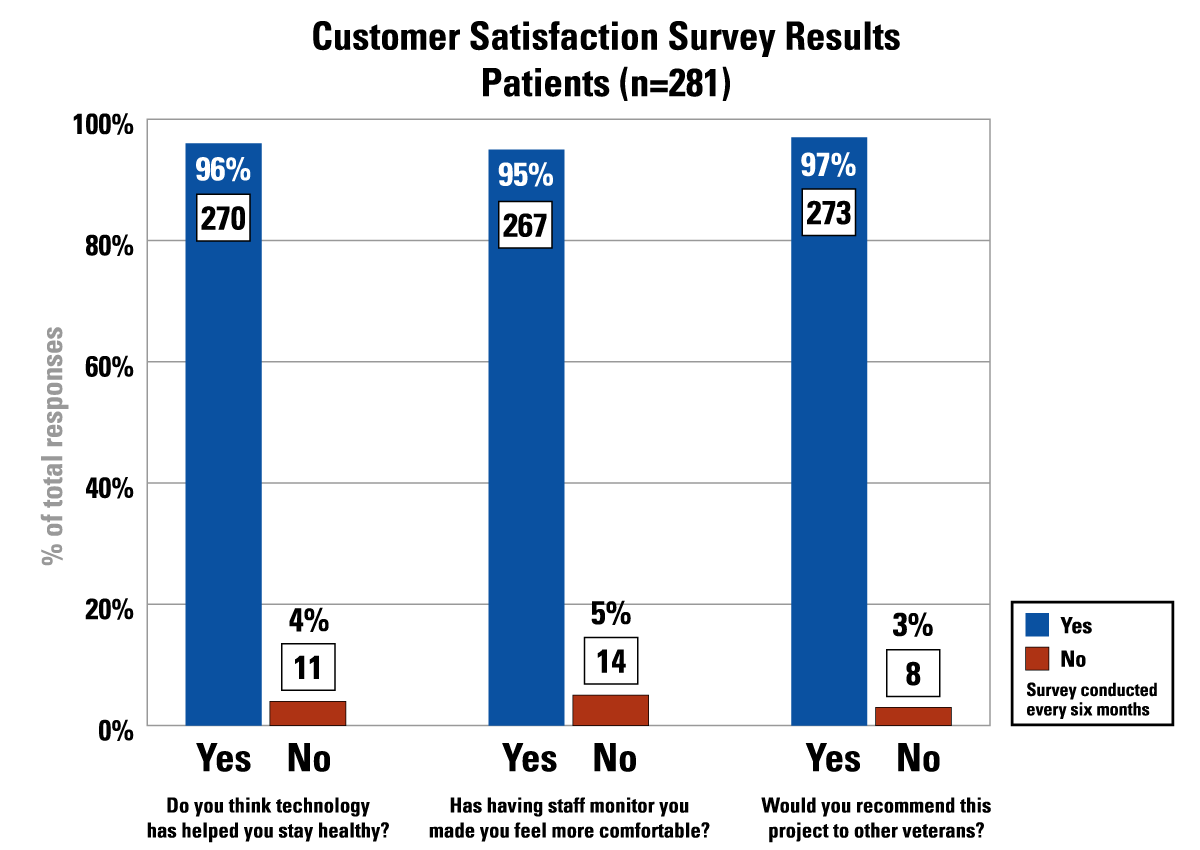 Customer Satisfaction Survey Results
Patients (n=281)
% of total responses
100%
80%
60%
40%
20%
0%
96%
270
4%
11
95%
267
5%
14
97%
273
3%
8
Yes No
Yes No
Yes No
Do you think technology
has helped you stay healthy?
Has having staff monitor you
made you feel more comfortable?
Would you recommend this
project to other veterans?
Yes
No
Survey conducted
every six months